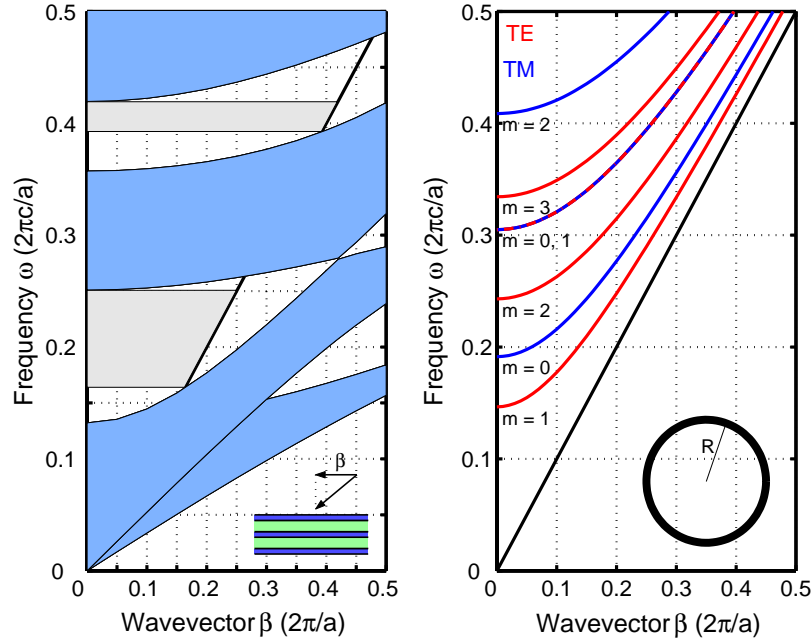 0.5
0.4
0.3
0.2
0.1
0
Frequency ω (2πc/a)
0
0.1
0.2
0.3
0.4
0.5
Wavevector β (2π/a)
β
0.5
0.4
0.3
0.2
0.1
0
Frequency ω (2πc/a)
TE
TM
m = 2
m = 3
m = 0, 1
m = 2
m = 0
m = 1
R
0
0.1
0.2
0.3
0.4
0.5
Wavevector β (2π/a)